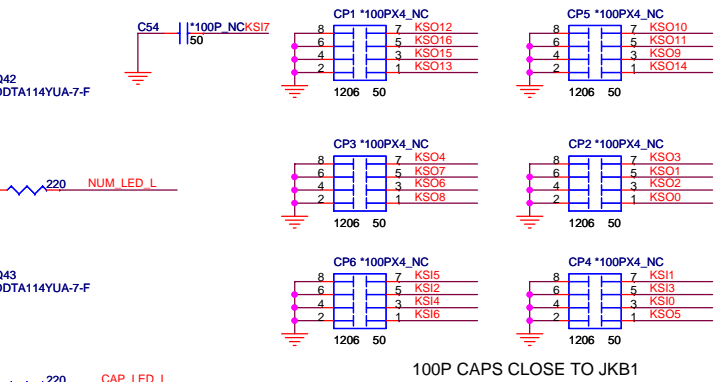 C54 *100P_NC KSI7
50
CP1 *100PX4_NC
8 7 KSO12
6 5 KSO16
4 3 KSO15
2 1 KSO13
1206 50
CP5 *100PX4_NC
8 7 KSO10
6 5 KSO11
4 3 KSO9
2 1 KSO14
1206 50
Q42
DDTA114YUA-7-F
220 NUM_LED_L
CP3 *100PX4_NC
8 7 KSO4
6 5 KSO7
4 3 KSO6
2 1 KSO8
1206 50
CP2 *100PX4_NC
8 7 KSO3
6 5 KSO1
4 3 KSO2
2 1 KSO0
1206 50
Q43
DDTA114YUA-7-F
CP6 *100PX4_NC
8 7 KSI5
6 5 KSI2
4 3 KSI4
2 1 KSI6
1206 50
CP4 *100PX4_NC
8 7 KSI1
6 5 KSI3
4 3 KSI0
2 1 KSO5
1206 50
220 CAP_LED_L
100P CAPS CLOSE TO JKB1